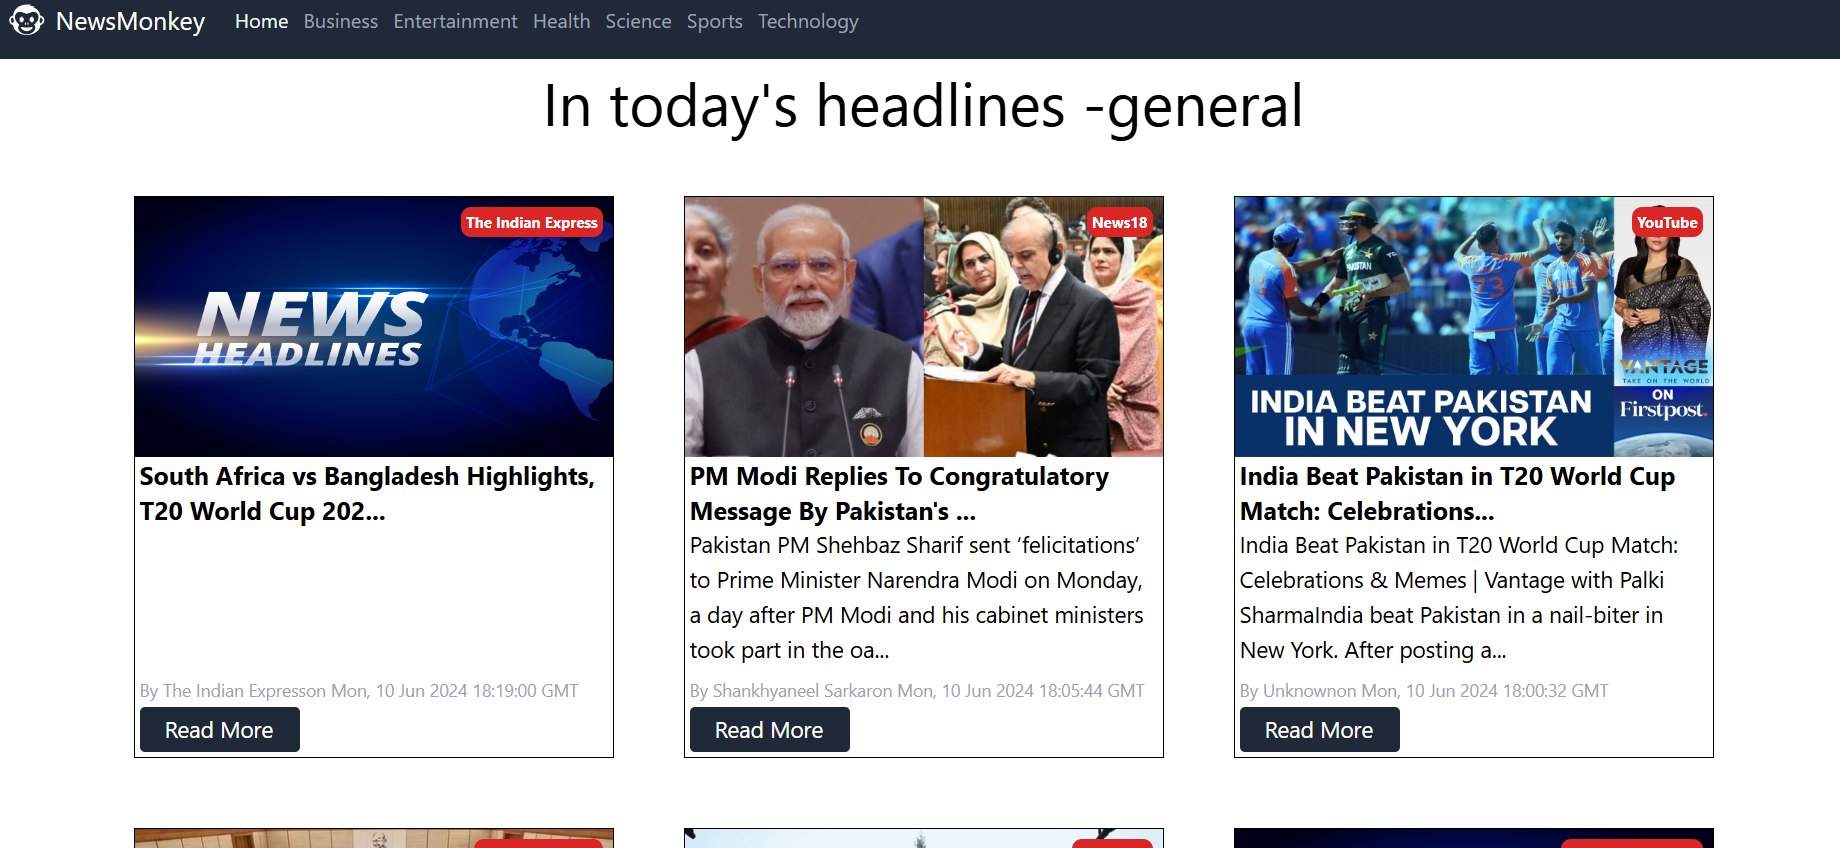 NewsMonkey Home Business Entertainment Health Science Sports Technology
In today's headlines -general
The Indian Express
NEWS
HEADLINES
South Africa vs Bangladesh Highlights,
T20 World Cup 202...
By The Indian Expresson Mon, 10 Jun 2024 18:19:00 GMT
Read More
News18
PM Modi Replies To Congratulatory
Message By Pakistan's ...
Pakistan PM Shehbaz Sharif sent ‘felicitations’
to Prime Minister Narendra Modi on Monday,
a day after PM Modi and his cabinet ministers
took part in the oa...
By Shankhyaneel Sarkaron Mon, 10 Jun 2024 18:05:44 GMT
Read More
YouTube
PAKISTAN
73
VANTAGE
TAKE ON THE WORLD
ON
Firstpost.
INDIA BEAT PAKISTAN
IN NEW YORK
India Beat Pakistan in T20 World Cup
Match: Celebrations...
India Beat Pakistan in T20 World Cup Match:
Celebrations & Memes | Vantage with Palki
SharmaIndia beat Pakistan in a nail-biter in
New York. After posting a...
By Unknownon Mon, 10 Jun 2024 18:00:32 GMT
Read More